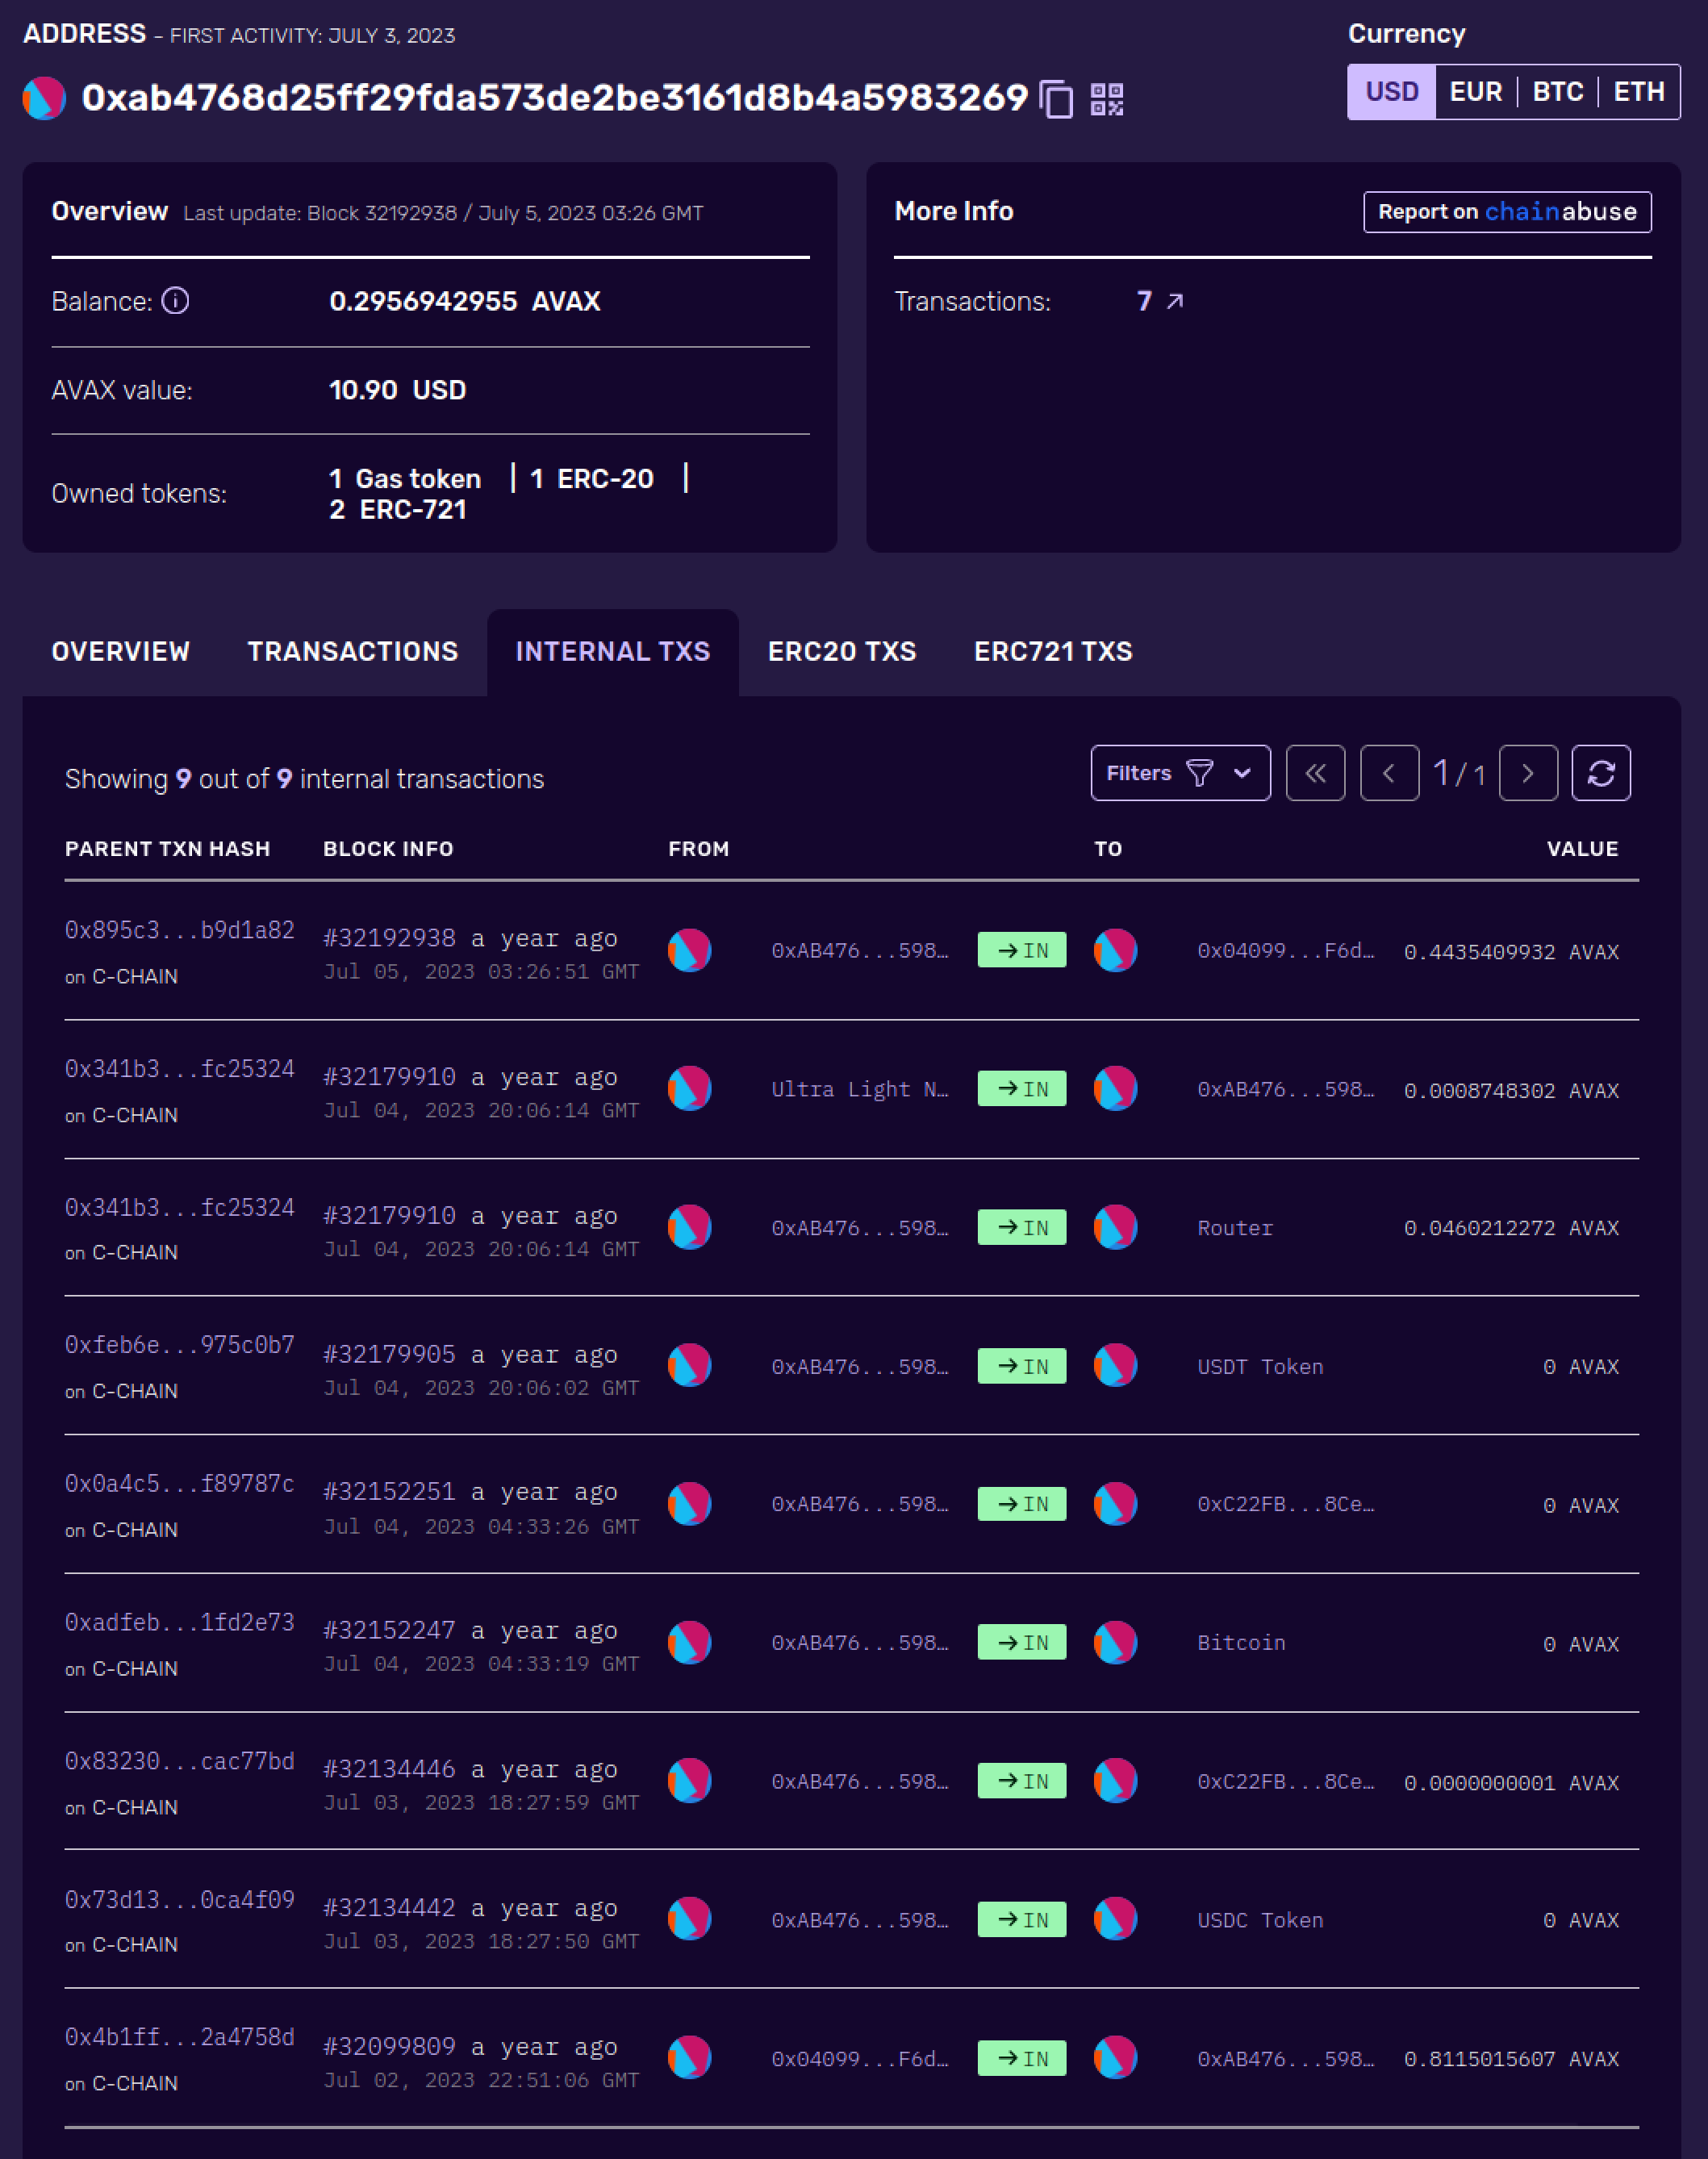 ADDRESS - FIRST ACTIVITY: JULY 3, 2023
Currency
0xab4768d25ff29fda573de2be3161d8b4a5983269
USD EUR BTC ETH
Overview Last update: Block 32192938 / July 5, 2023 03:26 GMT
Balance: 0.2956942955 AVAX
AVAX value: 10.90 USD
Owned tokens: 1 Gas token | 1 ERC-20 |
2 ERC-721
More Info Report on chainabuse
Transactions: 7
OVERVIEW TRANSACTIONS INTERNAL TXS ERC20 TXS ERC721 TXS
Showing 9 out of 9 internal transactions
Filters 1 / 1
PARENT TXN HASH BLOCK INFO FROM TO VALUE
0x895c3...b9d1a82 #32192938 a year ago 0xAB476...598… IN 0x04099...F6d… 0.4435409932 AVAX
on C-CHAIN Jul 05, 2023 03:26:51 GMT
0x341b3...fc25324 #32179910 a year ago Ultra Light N… IN 0xAB476...598… 0.0008748302 AVAX
on C-CHAIN Jul 04, 2023 20:06:14 GMT
0x341b3...fc25324 #32179910 a year ago 0xAB476...598… IN Router 0.0460212272 AVAX
on C-CHAIN Jul 04, 2023 20:06:14 GMT
0xfeb6e...975c0b7 #32179905 a year ago 0xAB476...598… IN USDT Token 0 AVAX
on C-CHAIN Jul 04, 2023 20:06:02 GMT
0x0a4c5...f89787c #32152251 a year ago 0xAB476...598… IN 0xC22FB...8Ce… 0 AVAX
on C-CHAIN Jul 04, 2023 04:33:26 GMT
0xadfeb...1fd2e73 #32152247 a year ago 0xAB476...598… IN Bitcoin 0 AVAX
on C-CHAIN Jul 04, 2023 04:33:19 GMT
0x83230...cac77bd #32134446 a year ago 0xAB476...598… IN 0xC22FB...8Ce… 0.0000000001 AVAX
on C-CHAIN Jul 03, 2023 18:27:59 GMT
0x73d13...0ca4f09 #32134442 a year ago 0xAB476...598… IN USDC Token 0 AVAX
on C-CHAIN Jul 03, 2023 18:27:50 GMT
0x4b1ff...2a4758d #32099809 a year ago 0x04099...F6d… IN 0xAB476...598… 0.8115015607 AVAX
on C-CHAIN Jul 02, 2023 22:51:06 GMT